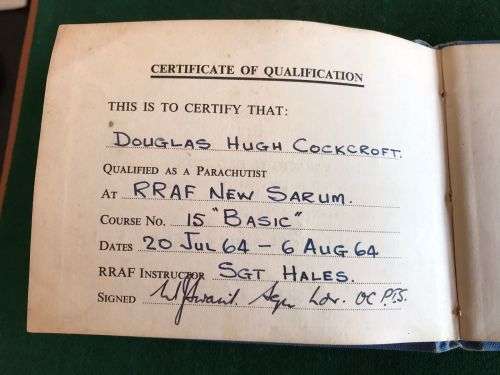 CERTIFICATE OF QUALIFICATION
THIS IS TO CERTIFY THAT:
DOUGLAS HUGH COCKCROFT.
QUALIFIED AS A PARACHUTIST
AT RRAF NEW SARUM.
COURSE NO. 15 "BASIC"
DATES 20 JUL 64 - 6 AUG 64
RRAF INSTRUCTOR SGT HALES.
SIGNED Sqn Ldr. OC P.T.S.